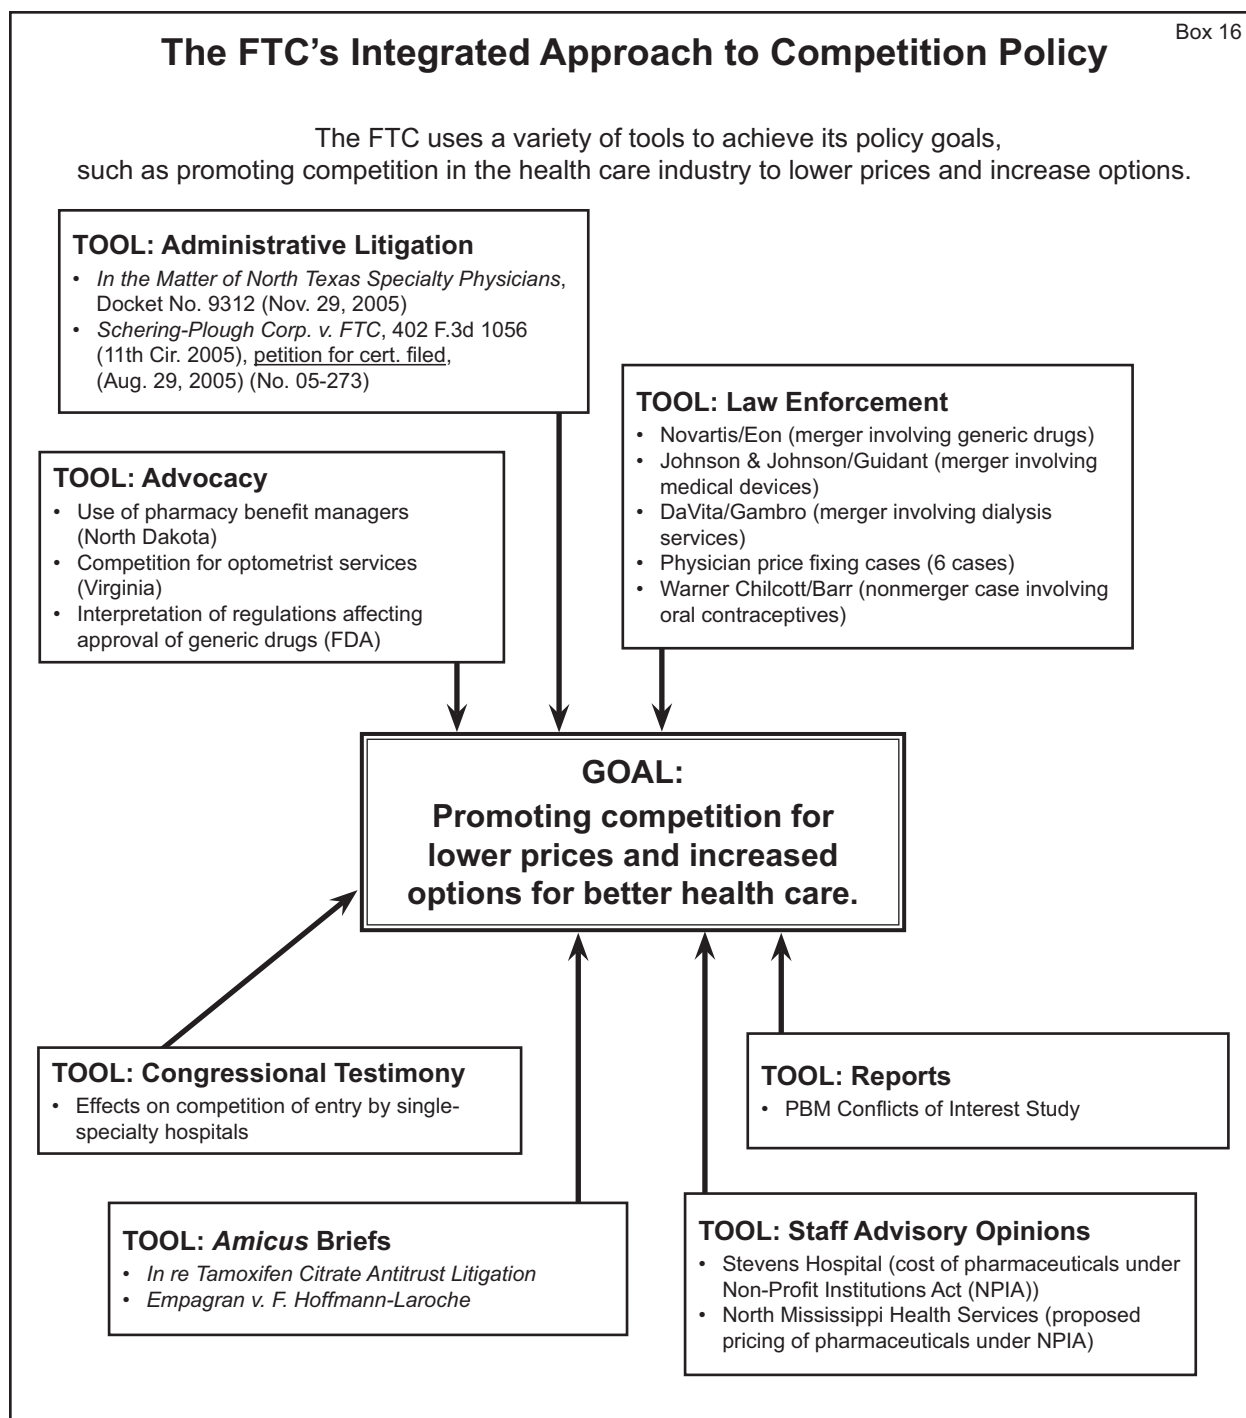 Box 16
The FTC’s Integrated Approach to Competition Policy
The FTC uses a variety of tools to achieve its policy goals,
such as promoting competition in the health care industry to lower prices and increase options.
TOOL: Administrative Litigation
• In the Matter of North Texas Specialty Physicians,
Docket No. 9312 (Nov. 29, 2005)
• Schering-Plough Corp. v. FTC, 402 F.3d 1056
(11th Cir. 2005), petition for cert. filed,
(Aug. 29, 2005) (No. 05-273)
TOOL: Law Enforcement
• Novartis/Eon (merger involving generic drugs)
• Johnson & Johnson/Guidant (merger involving
medical devices)
• DaVita/Gambro (merger involving dialysis
services)
• Physician price fixing cases (6 cases)
• Warner Chilcott/Barr (nonmerger case involving
oral contraceptives)
TOOL: Advocacy
• Use of pharmacy benefit managers
(North Dakota)
• Competition for optometrist services
(Virginia)
• Interpretation of regulations affecting
approval of generic drugs (FDA)
GOAL:
Promoting competition for
lower prices and increased
options for better health care.
TOOL: Congressional Testimony
• Effects on competition of entry by single-
specialty hospitals
TOOL: Reports
• PBM Conflicts of Interest Study
TOOL: Amicus Briefs
• In re Tamoxifen Citrate Antitrust Litigation
• Empagran v. F. Hoffmann-Laroche
TOOL: Staff Advisory Opinions
• Stevens Hospital (cost of pharmaceuticals under
Non-Profit Institutions Act (NPIA))
• North Mississippi Health Services (proposed
pricing of pharmaceuticals under NPIA)